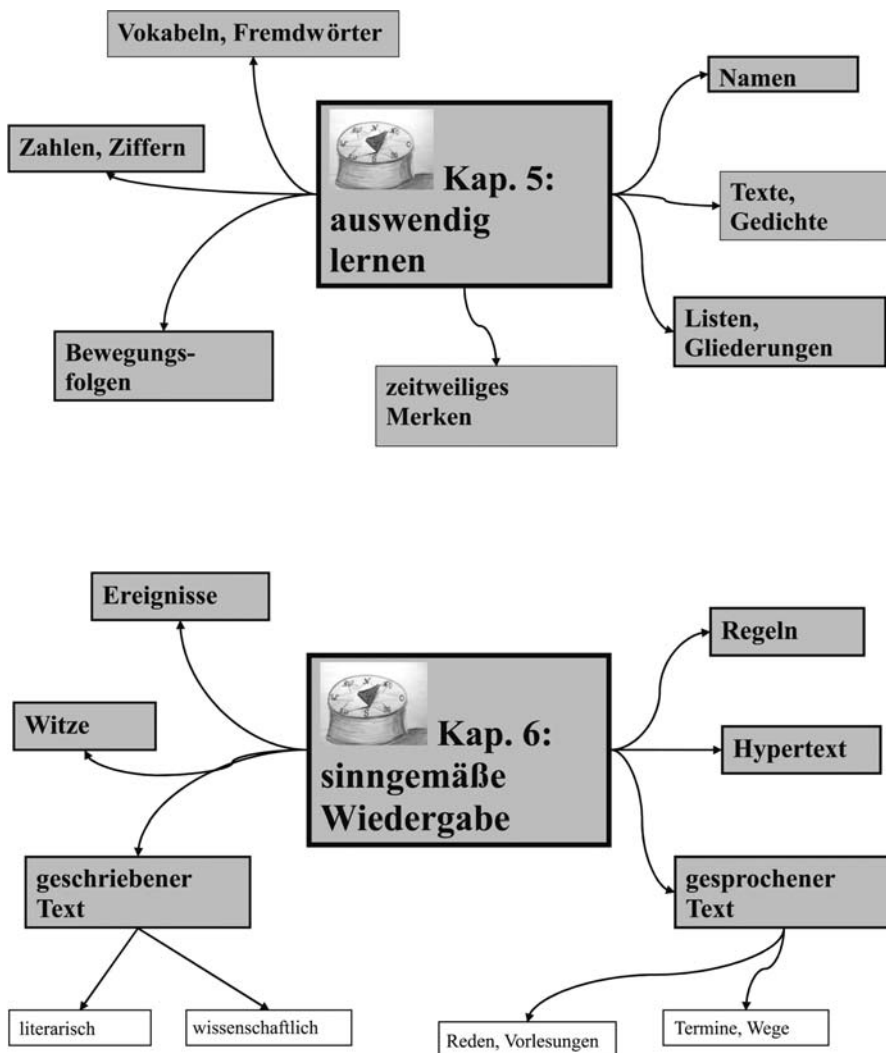 Vokabeln, Fremdwörter
Namen
Zahlen, Ziffern
Kap. 5:
auswendig
lernen
Texte,
Gedichte
Bewegungs-
folgen
Listen,
Gliederungen
zeitweiliges
Merken
Ereignisse
Regeln
Witze
Kap. 6:
sinngemäße
Wiedergabe
Hypertext
geschriebener
Text
gesprochener
Text
literarisch
wissenschaftlich
Reden, Vorlesungen
Termine, Wege